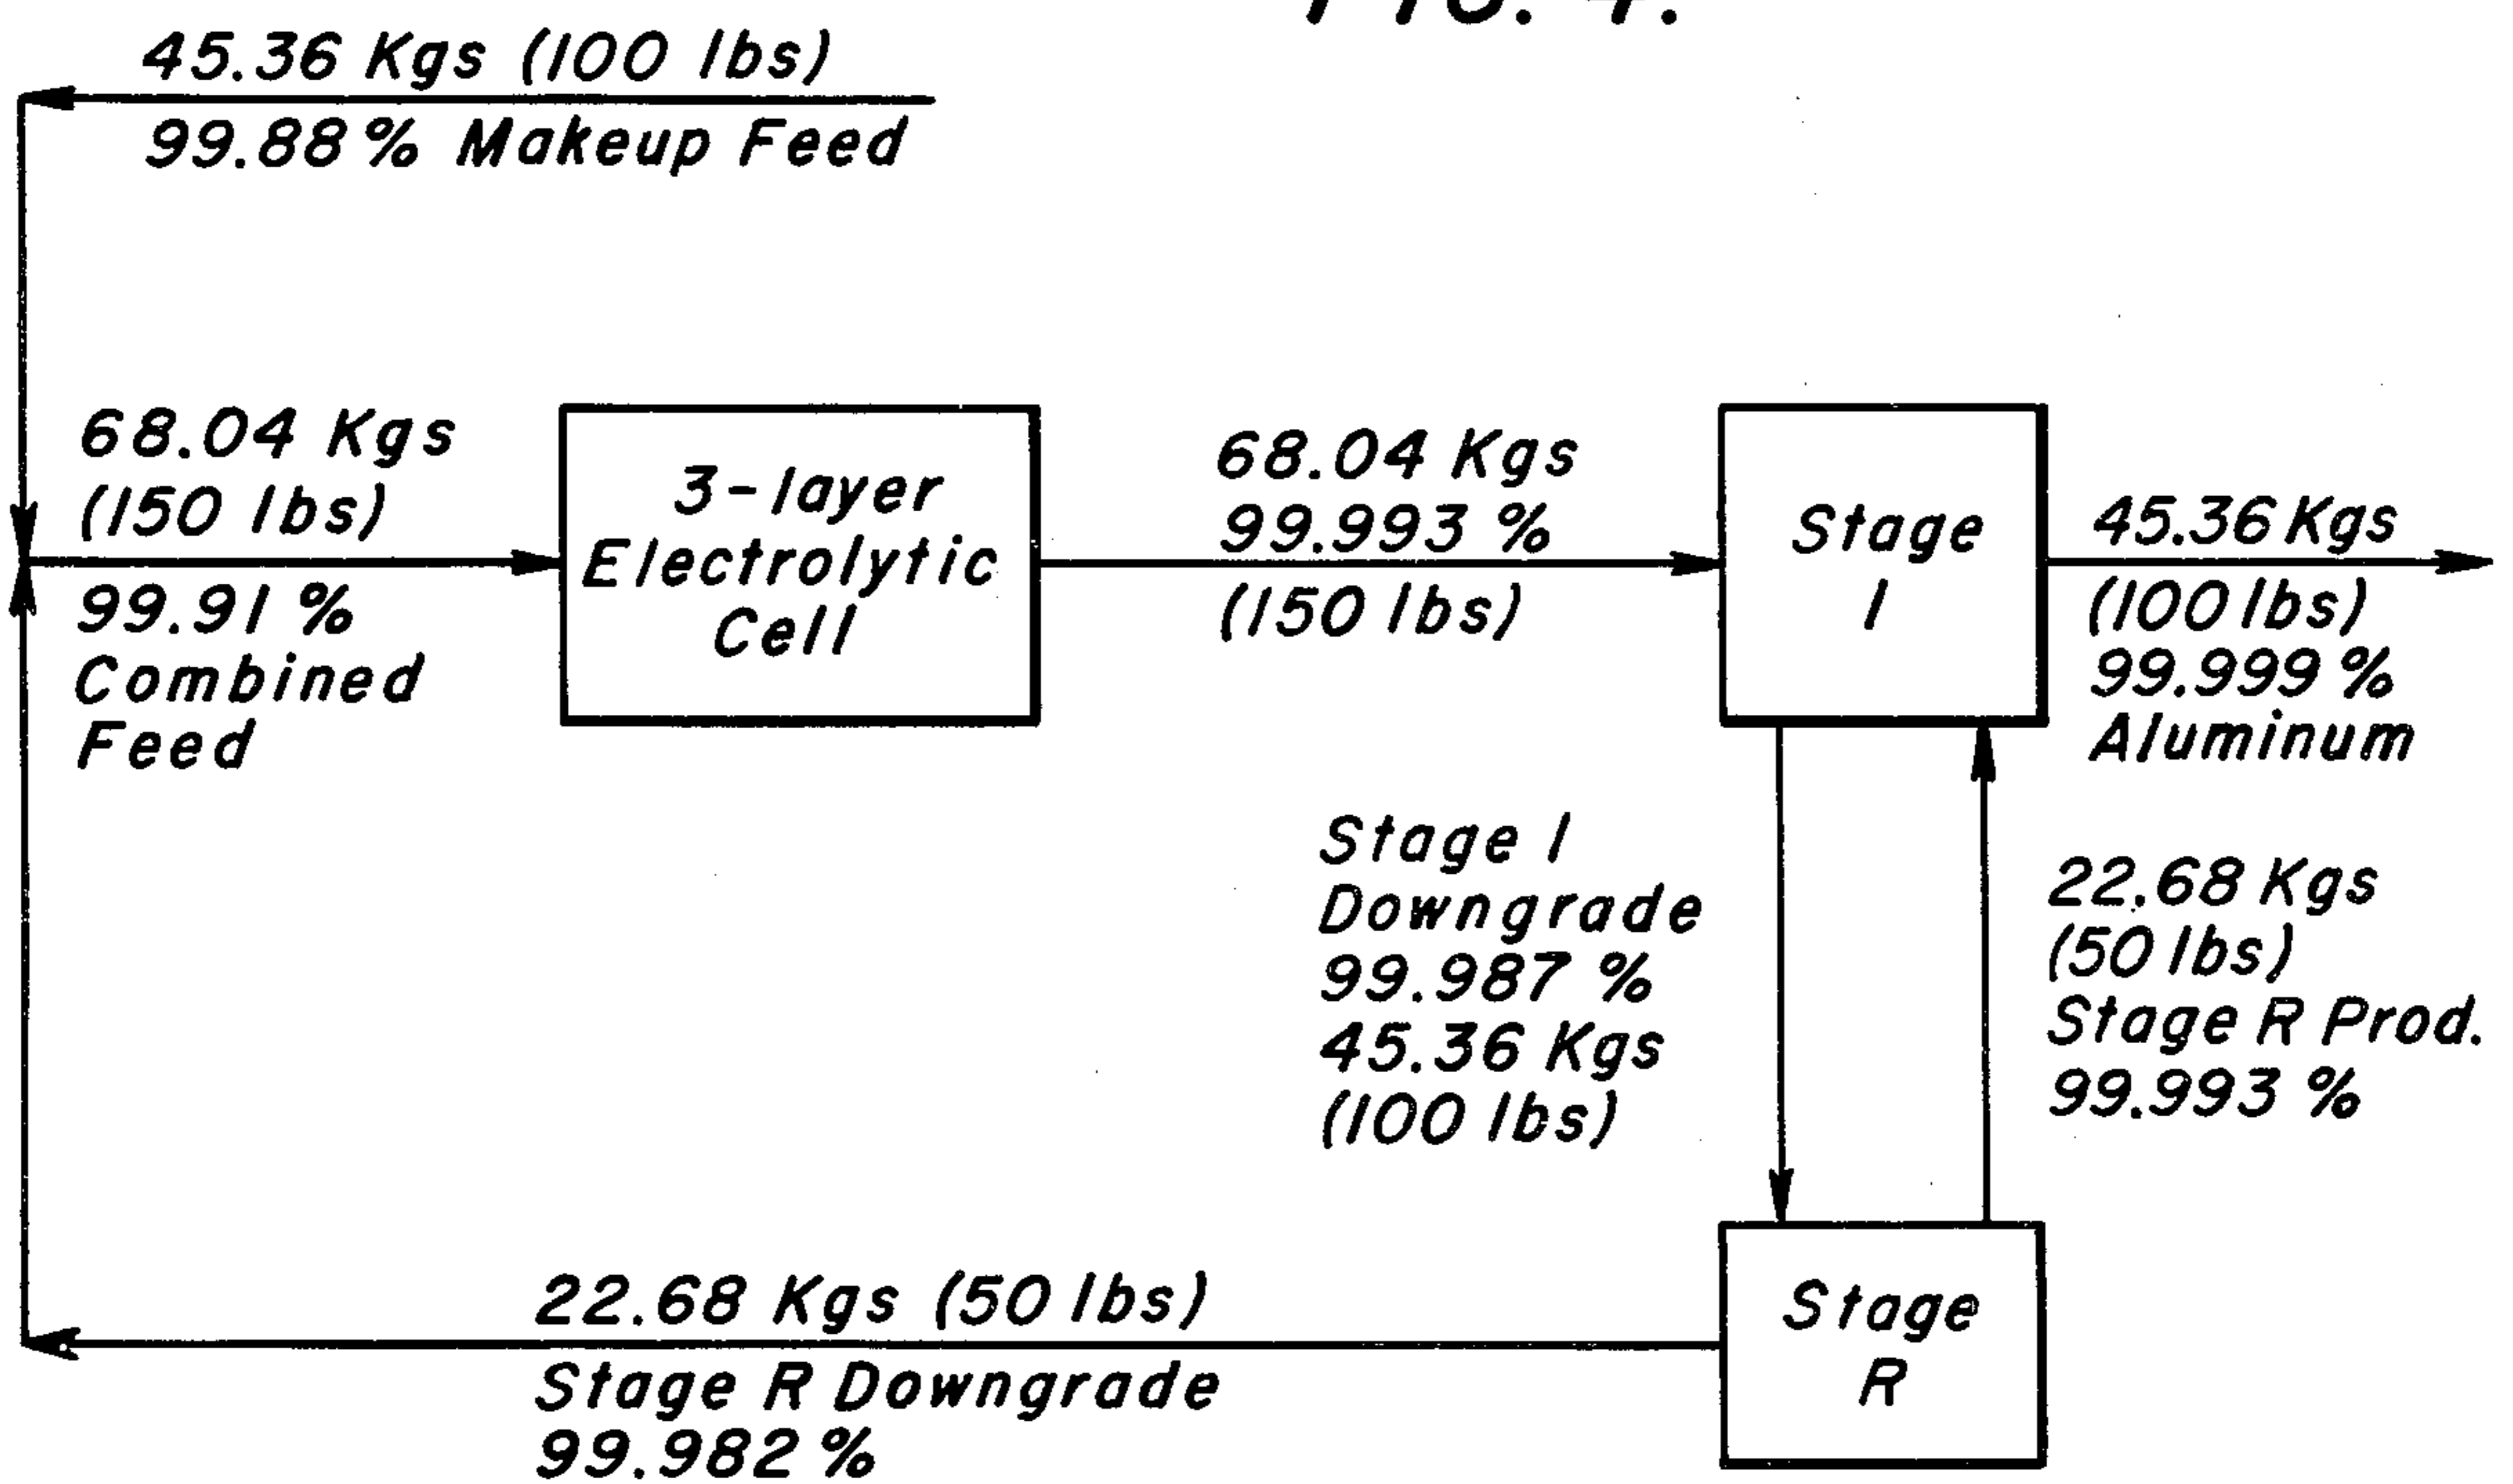 FIG. 4.
45.36 Kgs (100 lbs)
99.88% Makeup Feed
68.04 Kgs
(150 lbs)
99.91 %
Combined
Feed
3-layer
Electrolytic
Cell
68.04 Kgs
99.993 %
(150 lbs)
Stage
I
45.36 Kgs
(100 lbs)
99.999 %
Aluminum
Stage I
Downgrade
99.987 %
45.36 Kgs
(100 lbs)
22.68 Kgs
(50 lbs)
Stage R Prod.
99.993 %
22.68 Kgs (50 lbs)
Stage R Downgrade
99.982 %
Stage
R